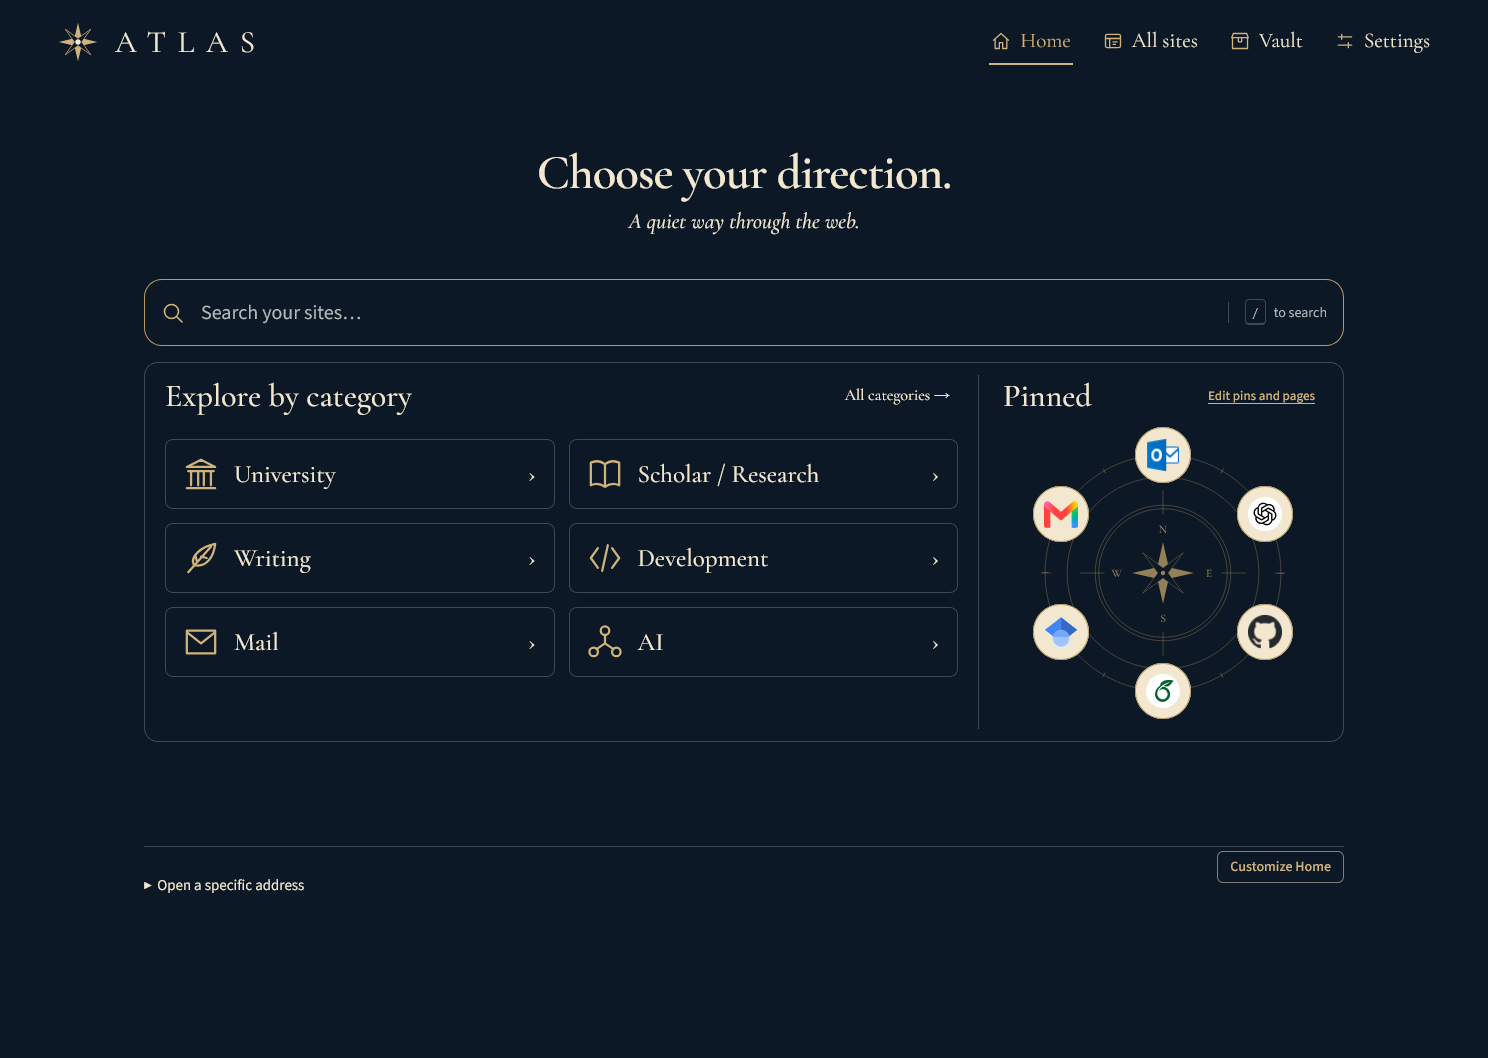 ATLAS
Home
All sites
Vault
Settings
Choose your direction.
A quiet way through the web.
Search your sites...
/ to search
Explore by category
All categories →
University ›
Scholar / Research ›
Writing ›
Development ›
Mail ›
AI ›
Pinned
Edit pins and pages
N
W
E
S
▸ Open a specific address
Customize Home